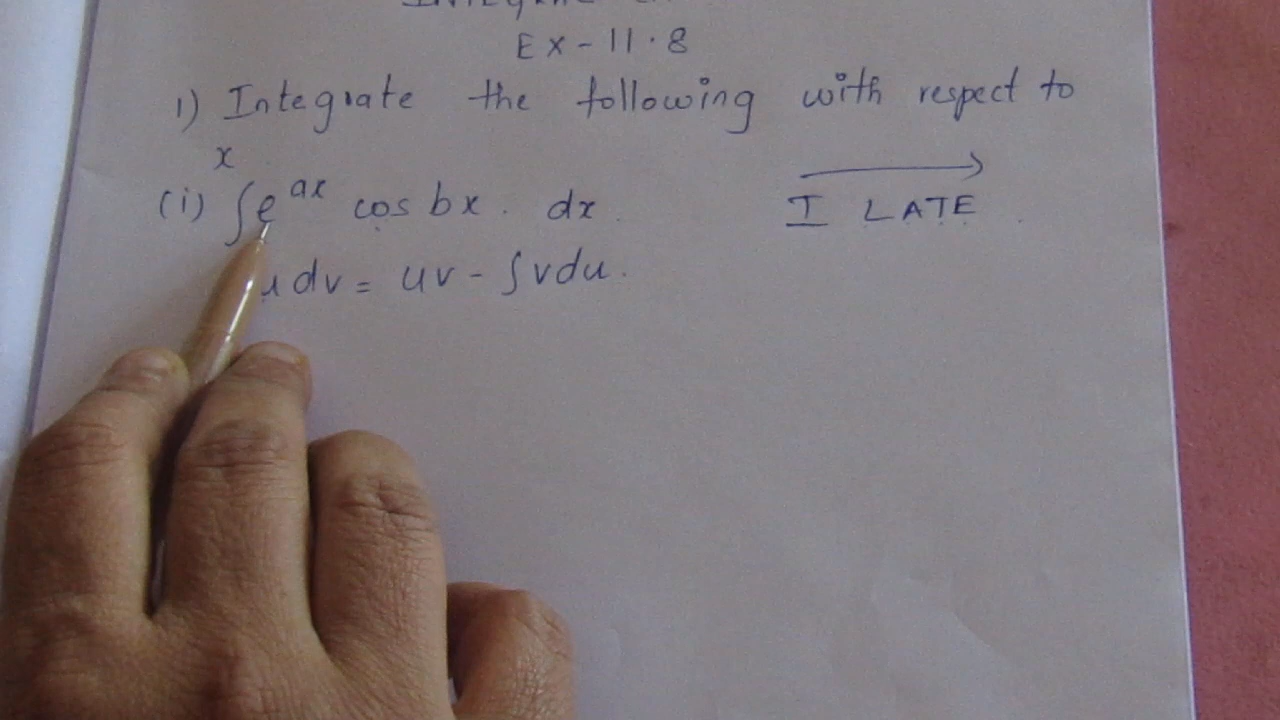 Ex-11.8
1) Integrate the following with respect to
x
(i) ∫e^ax cos bx. dx. I LATE
u dv = uv - ∫vdu.